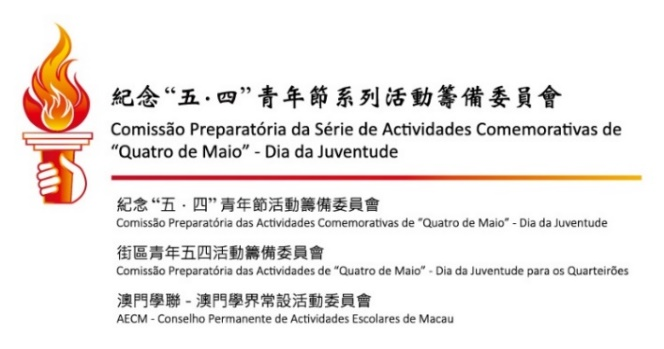 紀念“五·四”青年節系列活動籌備委員會
Comissão Preparatória da Série de Actividades Comemorativas de
“Quatro de Maio” - Dia da Juventude
紀念“五 · 四”青年節活動籌備委員會
Comissão Preparatória das Actividades Comemorativas de “Quatro de Maio” - Dia da Juventude
街區青年五四活動籌備委員會
Comissão Preparatória das Actividades de “Quatro de Maio” - Dia da Juventude para os Quarteirões
澳門學聯 - 澳門學界常設活動委員會
AECM - Conselho Permanente de Actividades Escolares de Macau